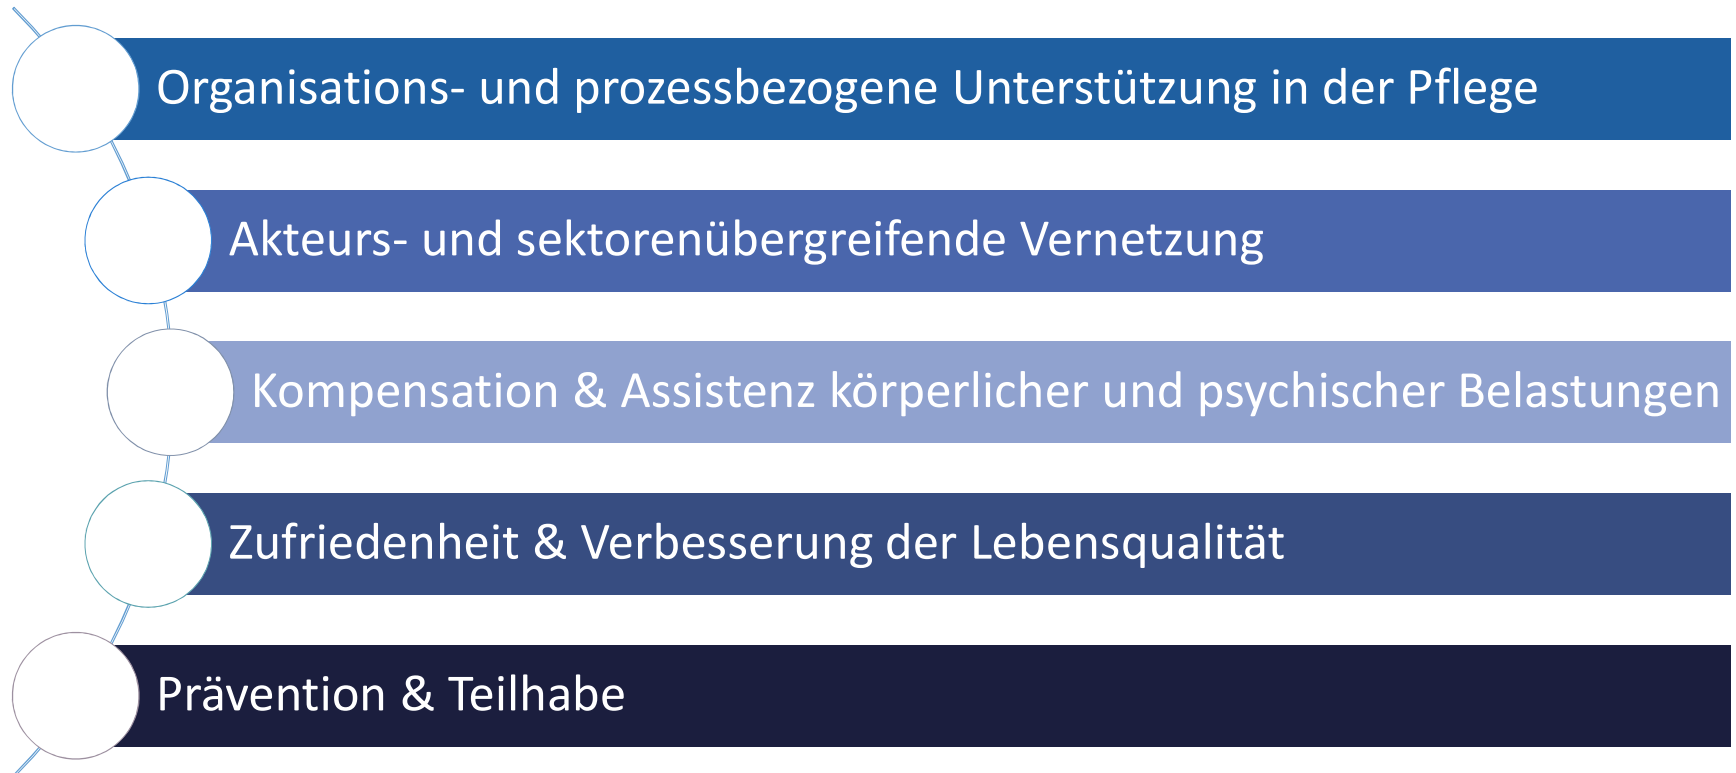 Organisations- und prozessbezogene Unterstützung in der Pflege
Akteurs- und sektorenübergreifende Vernetzung
Kompensation & Assistenz körperlicher und psychischer Belastungen
Zufriedenheit & Verbesserung der Lebensqualität
Prävention & Teilhabe